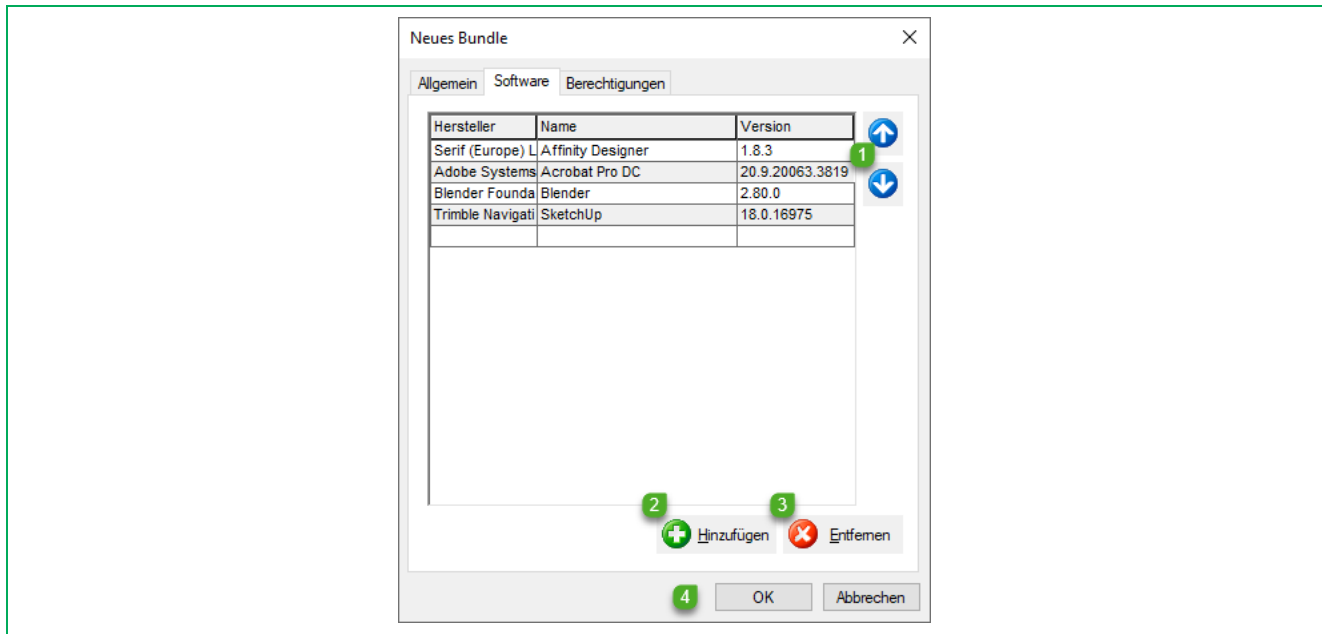 Neues Bundle
Allgemein Software Berechtigungen
Hersteller Name Version
Serif (Europe) L Affinity Designer 1.8.3
1
Adobe Systems Acrobat Pro DC 20.9.20063.3819
Blender Founda Blender 2.80.0
Trimble Navigati SketchUp 18.0.16975
2 3
Hinzufügen Entfernen
4 OK Abbrechen